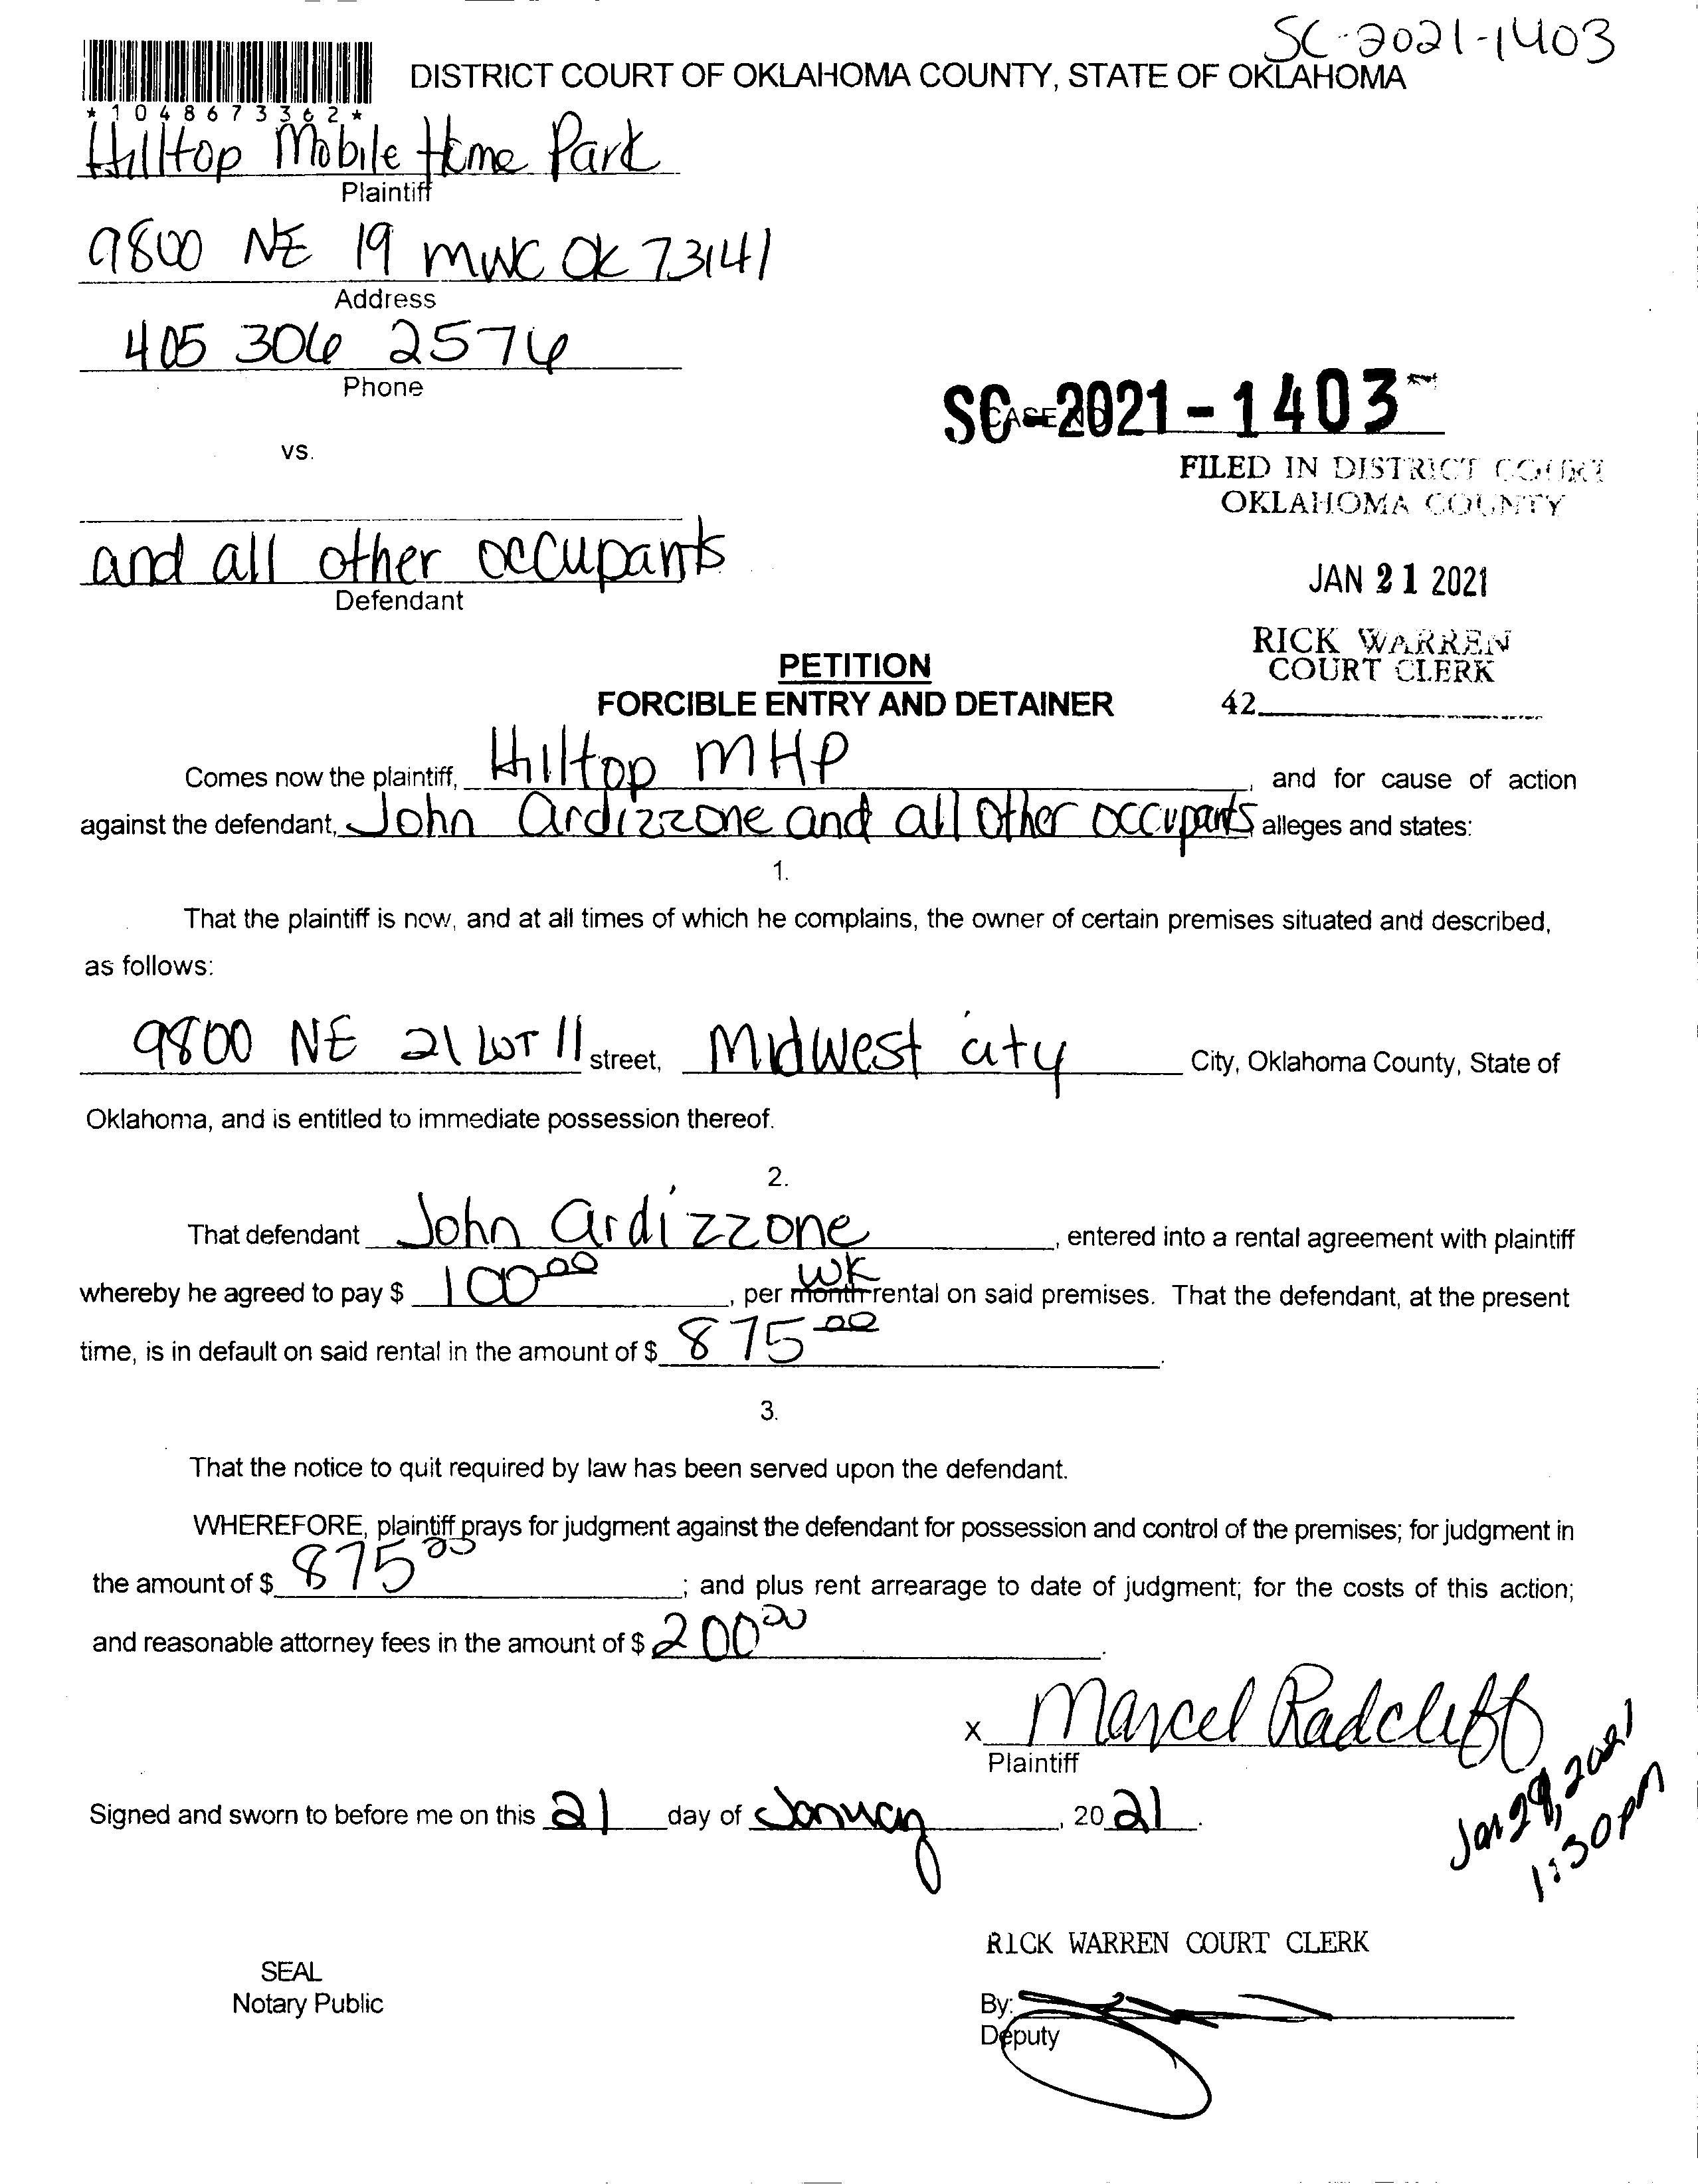 SC-2021-1403
DISTRICT COURT OF OKLAHOMA COUNTY, STATE OF OKLAHOMA
*1048673362*
Hilltop Mobile Home Park
Plaintiff
9800 NE 19 MWC OK 73141
Address
405 306 2576
Phone
SC-2021-1403
vs.
FILED IN DISTRICT COURT
OKLAHOMA COUNTY
and all other occupants
Defendant
JAN 21 2021
RICK WARREN
COURT CLERK
42
PETITION
FORCIBLE ENTRY AND DETAINER
Comes now the plaintiff, Hilltop MHP, and for cause of action
against the defendant, John Ardizzone and all other occupants alleges and states:
1.
That the plaintiff is now, and at all times of which he complains, the owner of certain premises situated and described,
as follows:
9800 NE 21 LOT 11 street, Midwest city City, Oklahoma County, State of
Oklahoma, and is entitled to immediate possession thereof.
2.
That defendant John Ardizzone, entered into a rental agreement with plaintiff
whereby he agreed to pay $ 100.00, per month wk rental on said premises. That the defendant, at the present
time, is in default on said rental in the amount of $ 875.00.
3.
That the notice to quit required by law has been served upon the defendant.
WHEREFORE, plaintiff prays for judgment against the defendant for possession and control of the premises; for judgment in
the amount of $ 875 00; and plus rent arrearage to date of judgment; for the costs of this action;
and reasonable attorney fees in the amount of $ 200 00.
X Marcel Radcliff
Plaintiff
Signed and sworn to before me on this 21 day of January, 20 21.
Jan 28, 2021
1:30 pm
RICK WARREN COURT CLERK
SEAL
Notary Public
By:
Deputy